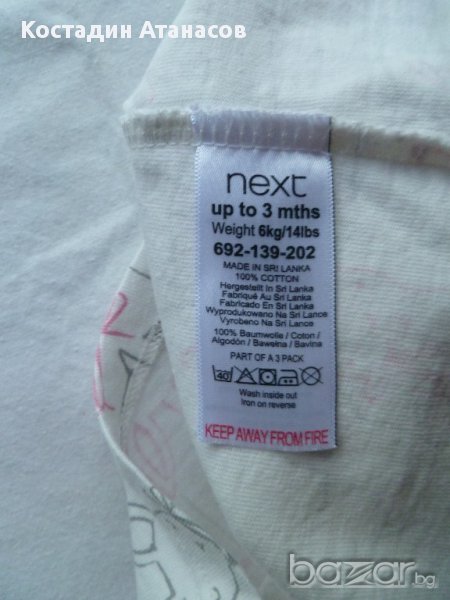 Костадин Атанасов
next
up to 3 mths
Weight 6kg/14lbs
692-139-202
MADE IN SRI LANKA
100% COTTON
Hergestellt In Sri Lanka
Fabriqué Au Sri Lanka
Fabricado En Sri Lanka
Wyprodukowano Na Sri Lance
Vyrobeno Na Srí Lance
100% Baumwolle / Coton /
Algodón / Bawełna / Bavlna
PART OF A 3 PACK
40
Wash inside out
Iron on reverse
KEEP AWAY FROM FIRE
bazar.bg